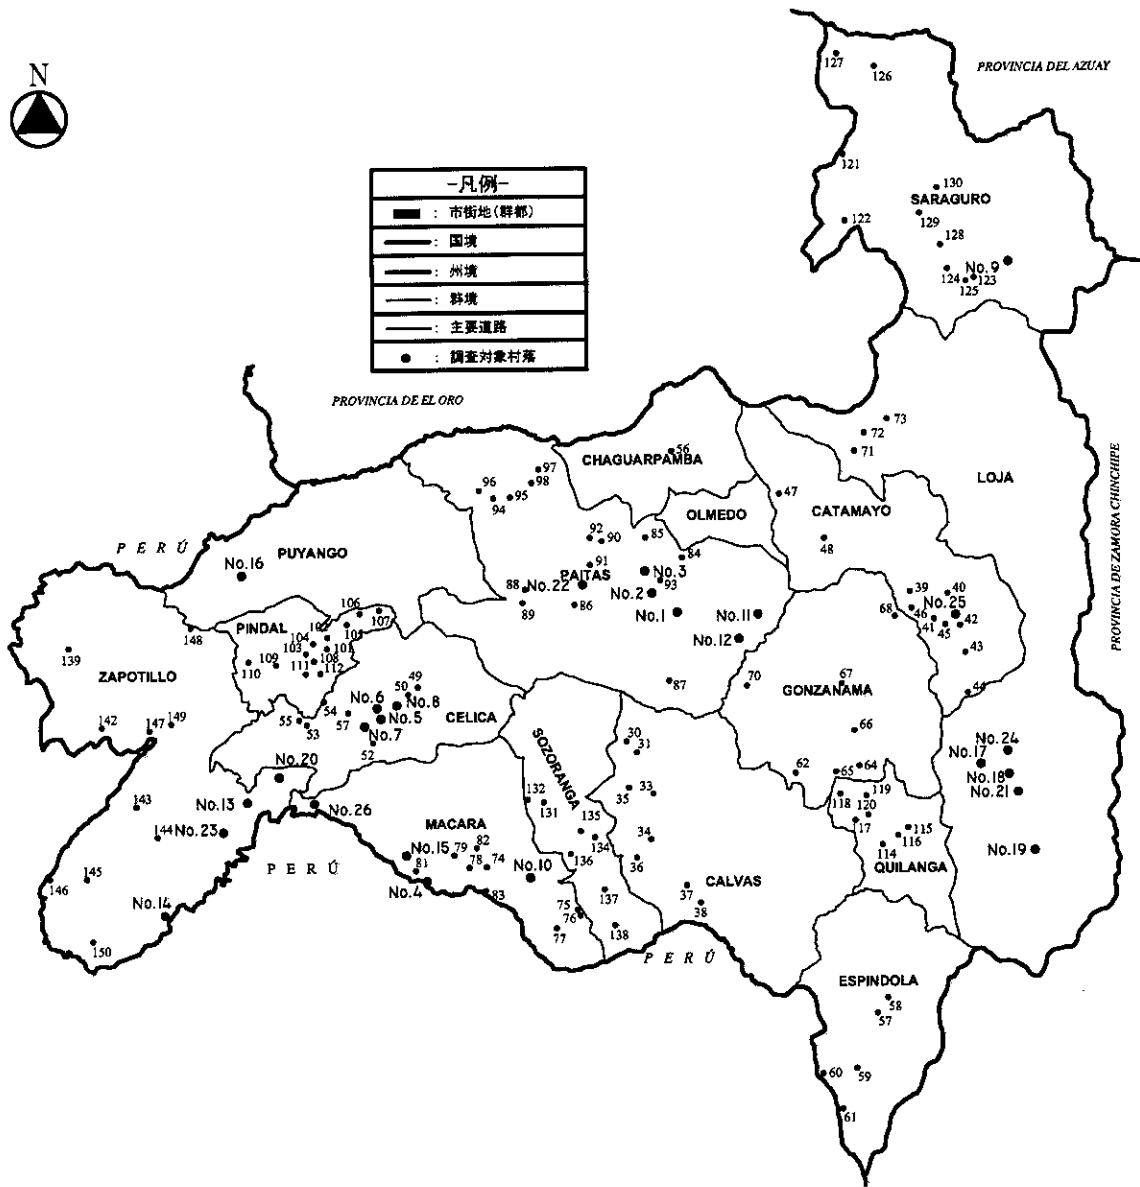 N
PROVINCIA DEL AZUAY
127
126
121
130
SARAGURO
129
122
128
No.9
124
123
125
-凡例-
: 市街地(群都)
: 国境
: 州境
: 群境
: 主要道路
: 調査対象村落
PROVINCIA DE EL ORO
PROVINCIA DE ZAMORA CHINCHIPE
73
72
71
56
CHAGUARPAMBA
LOJA
97
98
96
95
94
47
CATAMAYO
OLMEDO
48
92
90
85
84
PERÚ
PUYANGO
No.16
91
PAITAS
No.3
93
88
No.22
No.2
89
86
No.1
No.11
No.12
39
40
46
No.25
68
41
45
42
43
44
106
107
105
PINDAL
102
104
103
101
108
109
110
111
112
148
139
ZAPOTILLO
87
70
67
GONZANAMA
66
49
50
No.8
No.6
No.5
CELICA
No.7
54
57
55
53
52
142
147
149
SOZORANGA
30
31
62
64
65
No.24
No.17
No.18
No.21
No.20
No.13
No.26
143
144
No.23
132
131
35
33
118
119
120
17
115
116
114
QUILANGA
No.19
MACARA
135
134
136
34
36
82
No.15
79
74
78
81
No.4
83
No.10
PERÚ
145
146
No.14
150
137
37
CALVAS
38
75
76
77
138
PERÚ
ESPINDOLA
58
57
59
60
61